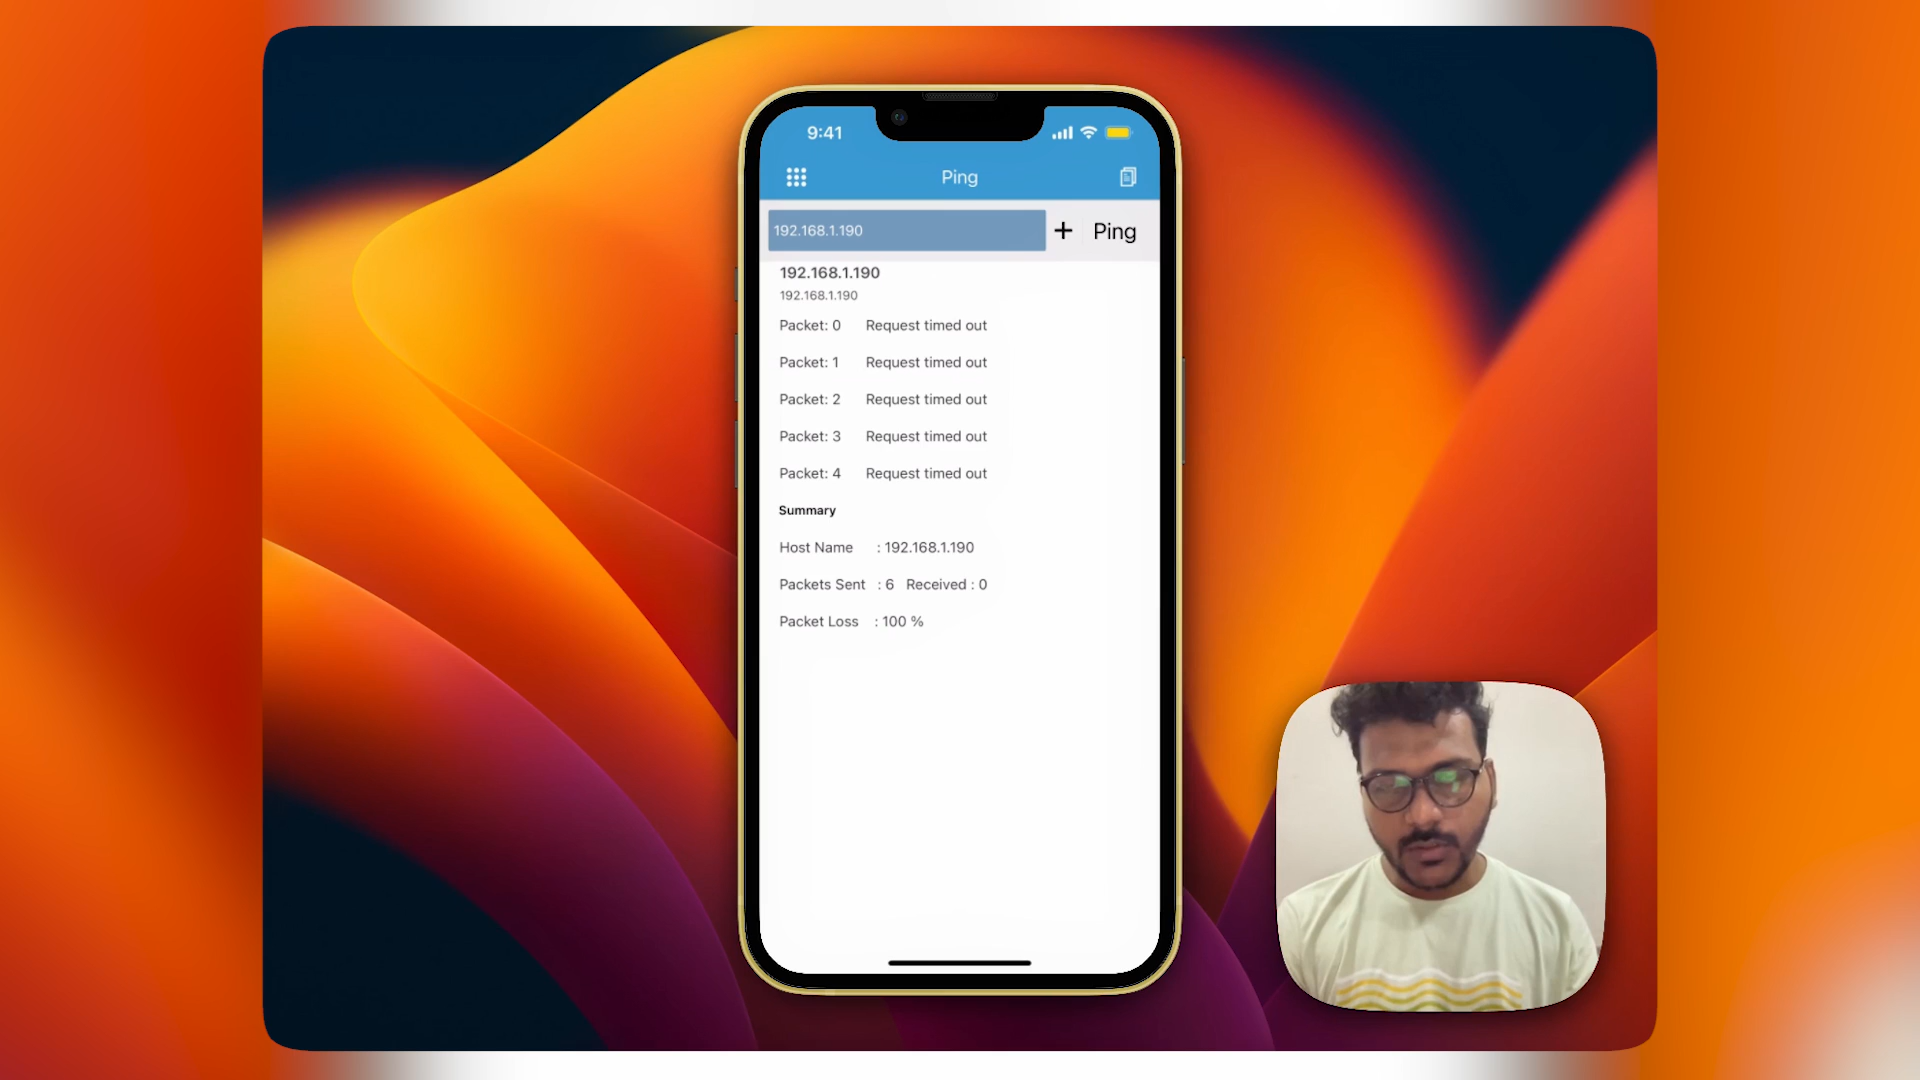 9:41
Ping
192.168.1.190 + Ping
192.168.1.190
192.168.1.190
Packet: 0 Request timed out
Packet: 1 Request timed out
Packet: 2 Request timed out
Packet: 3 Request timed out
Packet: 4 Request timed out
Summary
Host Name : 192.168.1.190
Packets Sent : 6 Received : 0
Packet Loss : 100 %